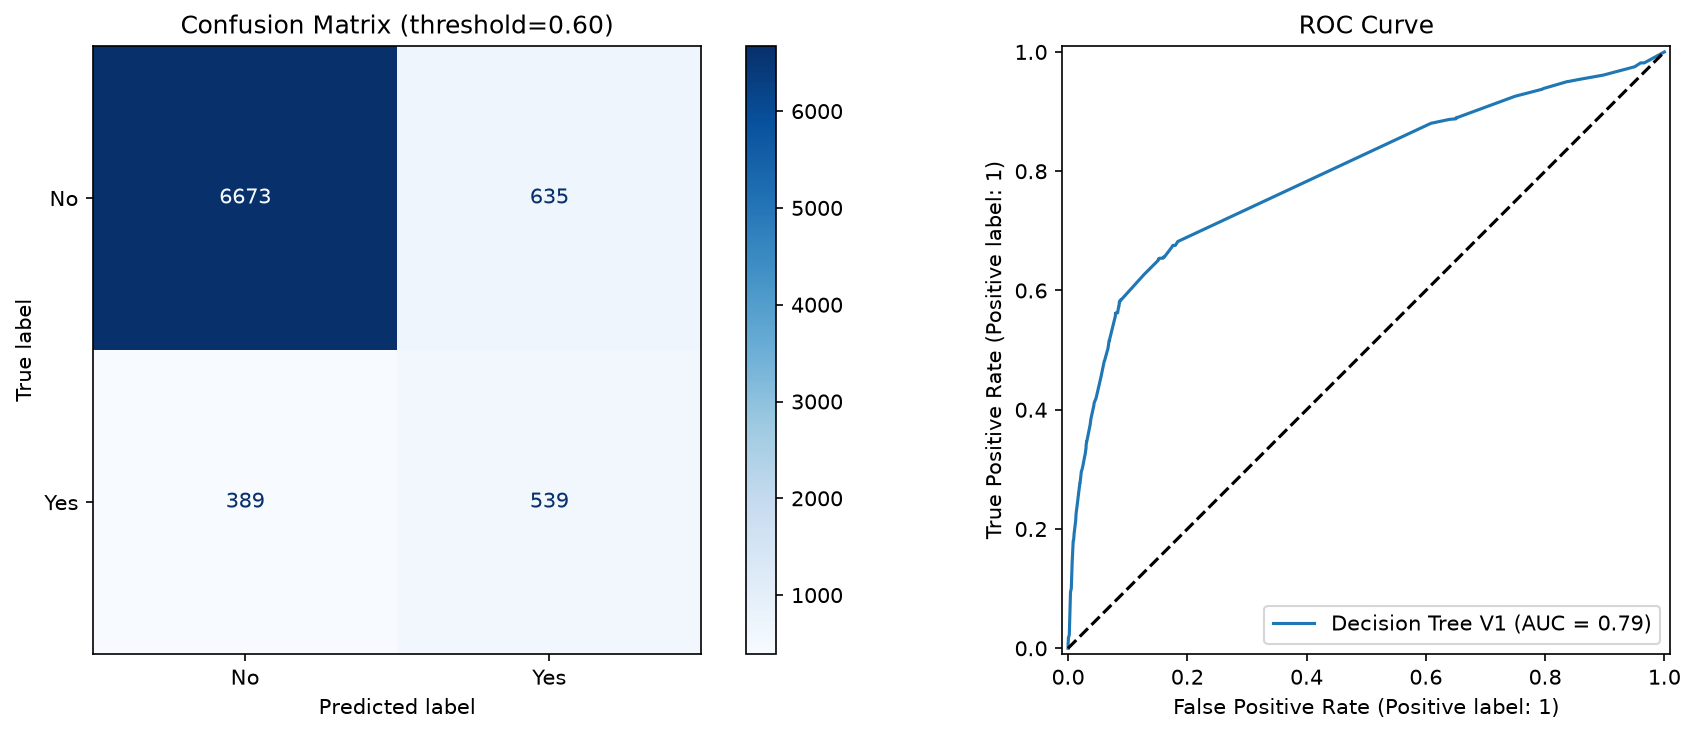 Confusion Matrix (threshold=0.60)
True label
No
Yes
6673
635
389
539
No
Yes
Predicted label
6000
5000
4000
3000
2000
1000
ROC Curve
True Positive Rate (Positive label: 1)
1.0
0.8
0.6
0.4
0.2
0.0
Decision Tree V1 (AUC = 0.79)
0.0
0.2
0.4
0.6
0.8
1.0
False Positive Rate (Positive label: 1)